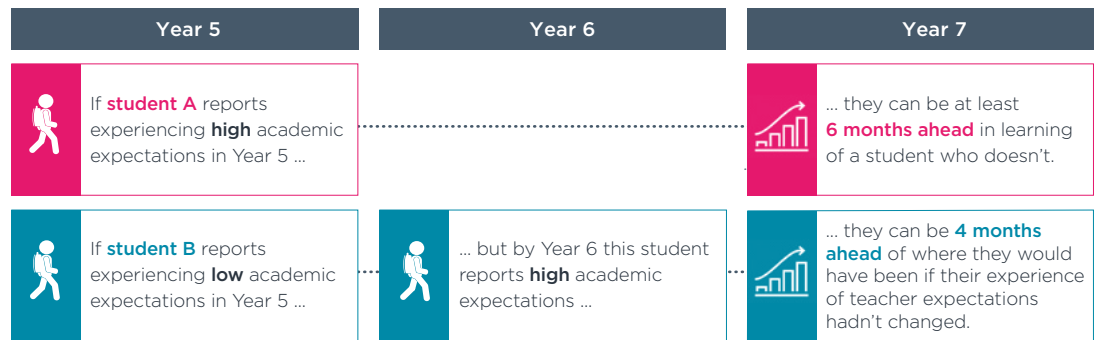 Year 5
Year 6
Year 7
If student A reports
experiencing high academic
expectations in Year 5 ...
... they can be at least
6 months ahead in learning
of a student who doesn't.
If student B reports
experiencing low academic
expectations in Year 5 ...
... but by Year 6 this student
reports high academic
expectations ...
... they can be 4 months
ahead of where they would
have been if their experience
of teacher expectations
hadn't changed.